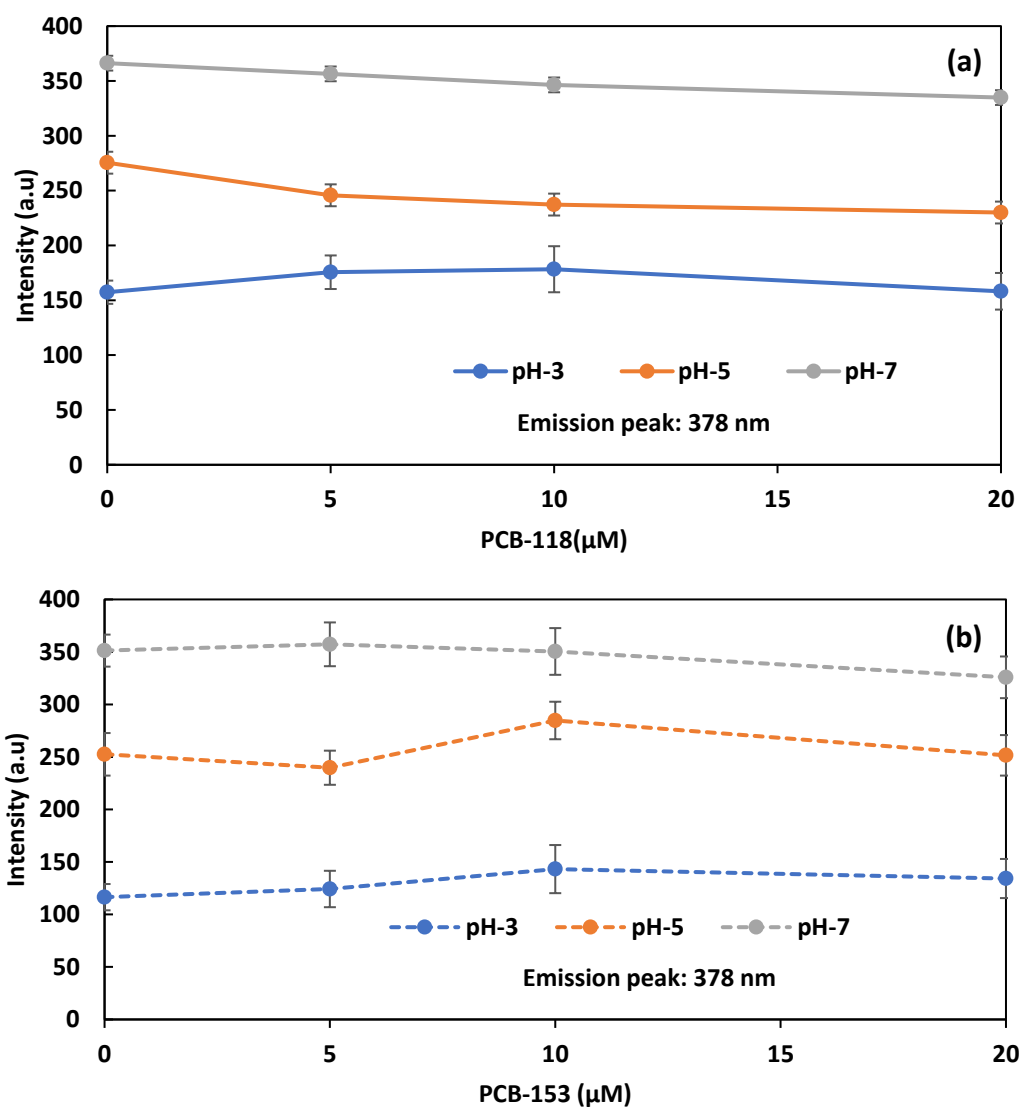 400
350
300
250
200
150
100
50
0
Intensity (a.u)
(a)
pH-3 pH-5 pH-7
Emission peak: 378 nm
0 5 10 15 20
PCB-118(µM)
400
350
300
250
200
150
100
50
0
Intensity (a.u)
(b)
pH-3 pH-5 pH-7
Emission peak: 378 nm
0 5 10 15 20
PCB-153 (µM)